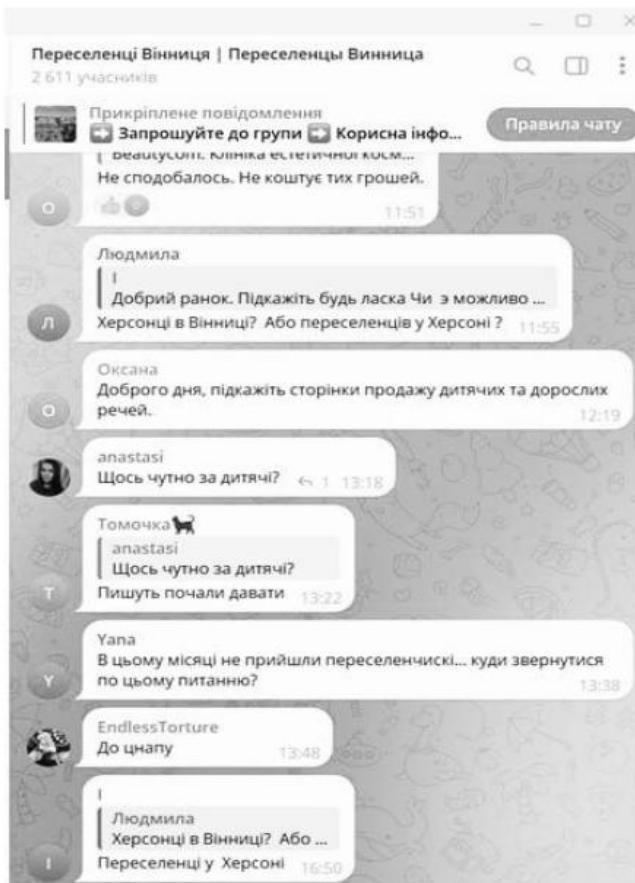 Переселенці Вінниця | Переселенцы Винница
2 611 учасників
Прикріплене повідомлення
➡ Запрошуйте до групи ➡ Корисна інфо...
Правила чату
Beautycom. Клініка естетичної косм...
Не сподобалось. Не коштує тих грошей.
О
11:51
Людмила
І
Добрий ранок. Підкажіть будь ласка Чи э можливо ...
Херсонці в Вінниці? Або переселенців у Херсоні ? 11:55
Л
Оксана
Доброго дня, підкажіть сторінки продажу дитячих та дорослих
речей.
О
12:19
anastasi
Щось чутно за дитячі? 1 13:18
Томочка🐈‍⬛
anastasi
Щось чутно за дитячі?
Пишуть почали давати 13:22
Т
Yana
В цьому місяці не прийшли переселенчискі... куди звернутися
по цьому питанню?
Y
13:38
EndlessTorture
До цнапу 13:48
І
Людмила
Херсонці в Вінниці? Або ...
Переселенці у Херсоні 16:50
І